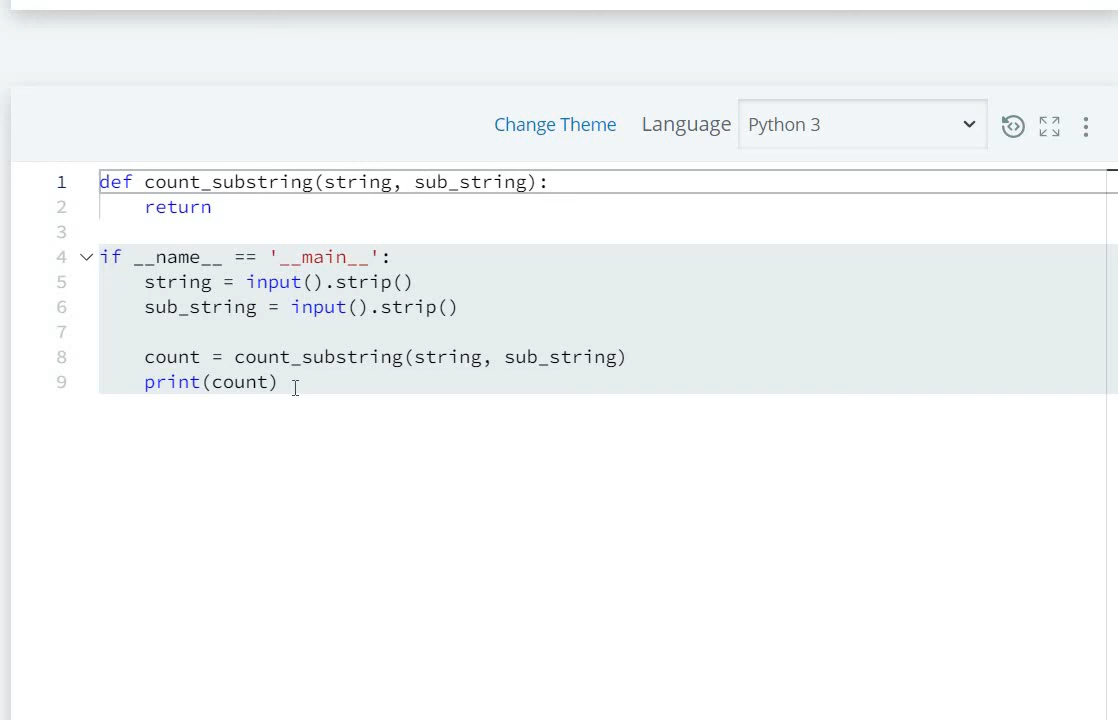 Change Theme Language Python 3
1 def count_substring(string, sub_string):
2     return
3
4 if __name__ == '__main__':
5     string = input().strip()
6     sub_string = input().strip()
7
8     count = count_substring(string, sub_string)
9     print(count)